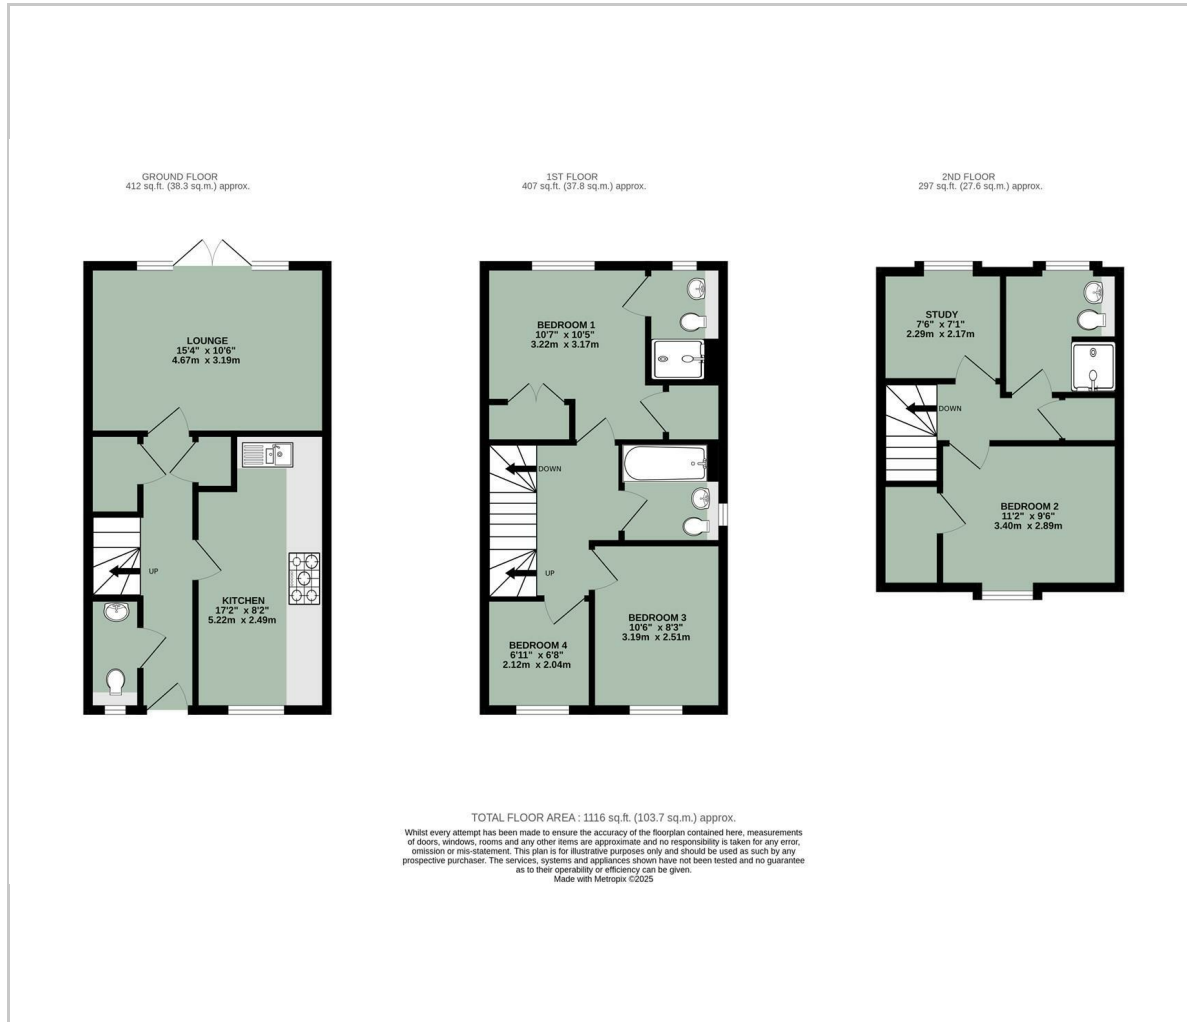 GROUND FLOOR
412 sq.ft. (38.3 sq.m.) approx.
1ST FLOOR
407 sq.ft. (37.8 sq.m.) approx.
2ND FLOOR
297 sq.ft. (27.6 sq.m.) approx.
LOUNGE
15'4" x 10'6"
4.67m x 3.19m
UP
KITCHEN
17'2" x 8'2"
5.22m x 2.49m
BEDROOM 1
10'7" x 10'5"
3.22m x 3.17m
DOWN
UP
BEDROOM 3
10'6" x 8'3"
3.19m x 2.51m
BEDROOM 4
6'11" x 6'8"
2.12m x 2.04m
STUDY
7'6" x 7'1"
2.29m x 2.17m
DOWN
BEDROOM 2
11'2" x 9'6"
3.40m x 2.89m
TOTAL FLOOR AREA : 1116 sq.ft. (103.7 sq.m.) approx.
Whilst every attempt has been made to ensure the accuracy of the floorplan contained here, measurements
of doors, windows, rooms and any other items are approximate and no responsibility is taken for any error,
omission or mis-statement. This plan is for illustrative purposes only and should be used as such by any
prospective purchaser. The services, systems and appliances shown have not been tested and no guarantee
as to their operability or efficiency can be given.
Made with Metropix ©2025